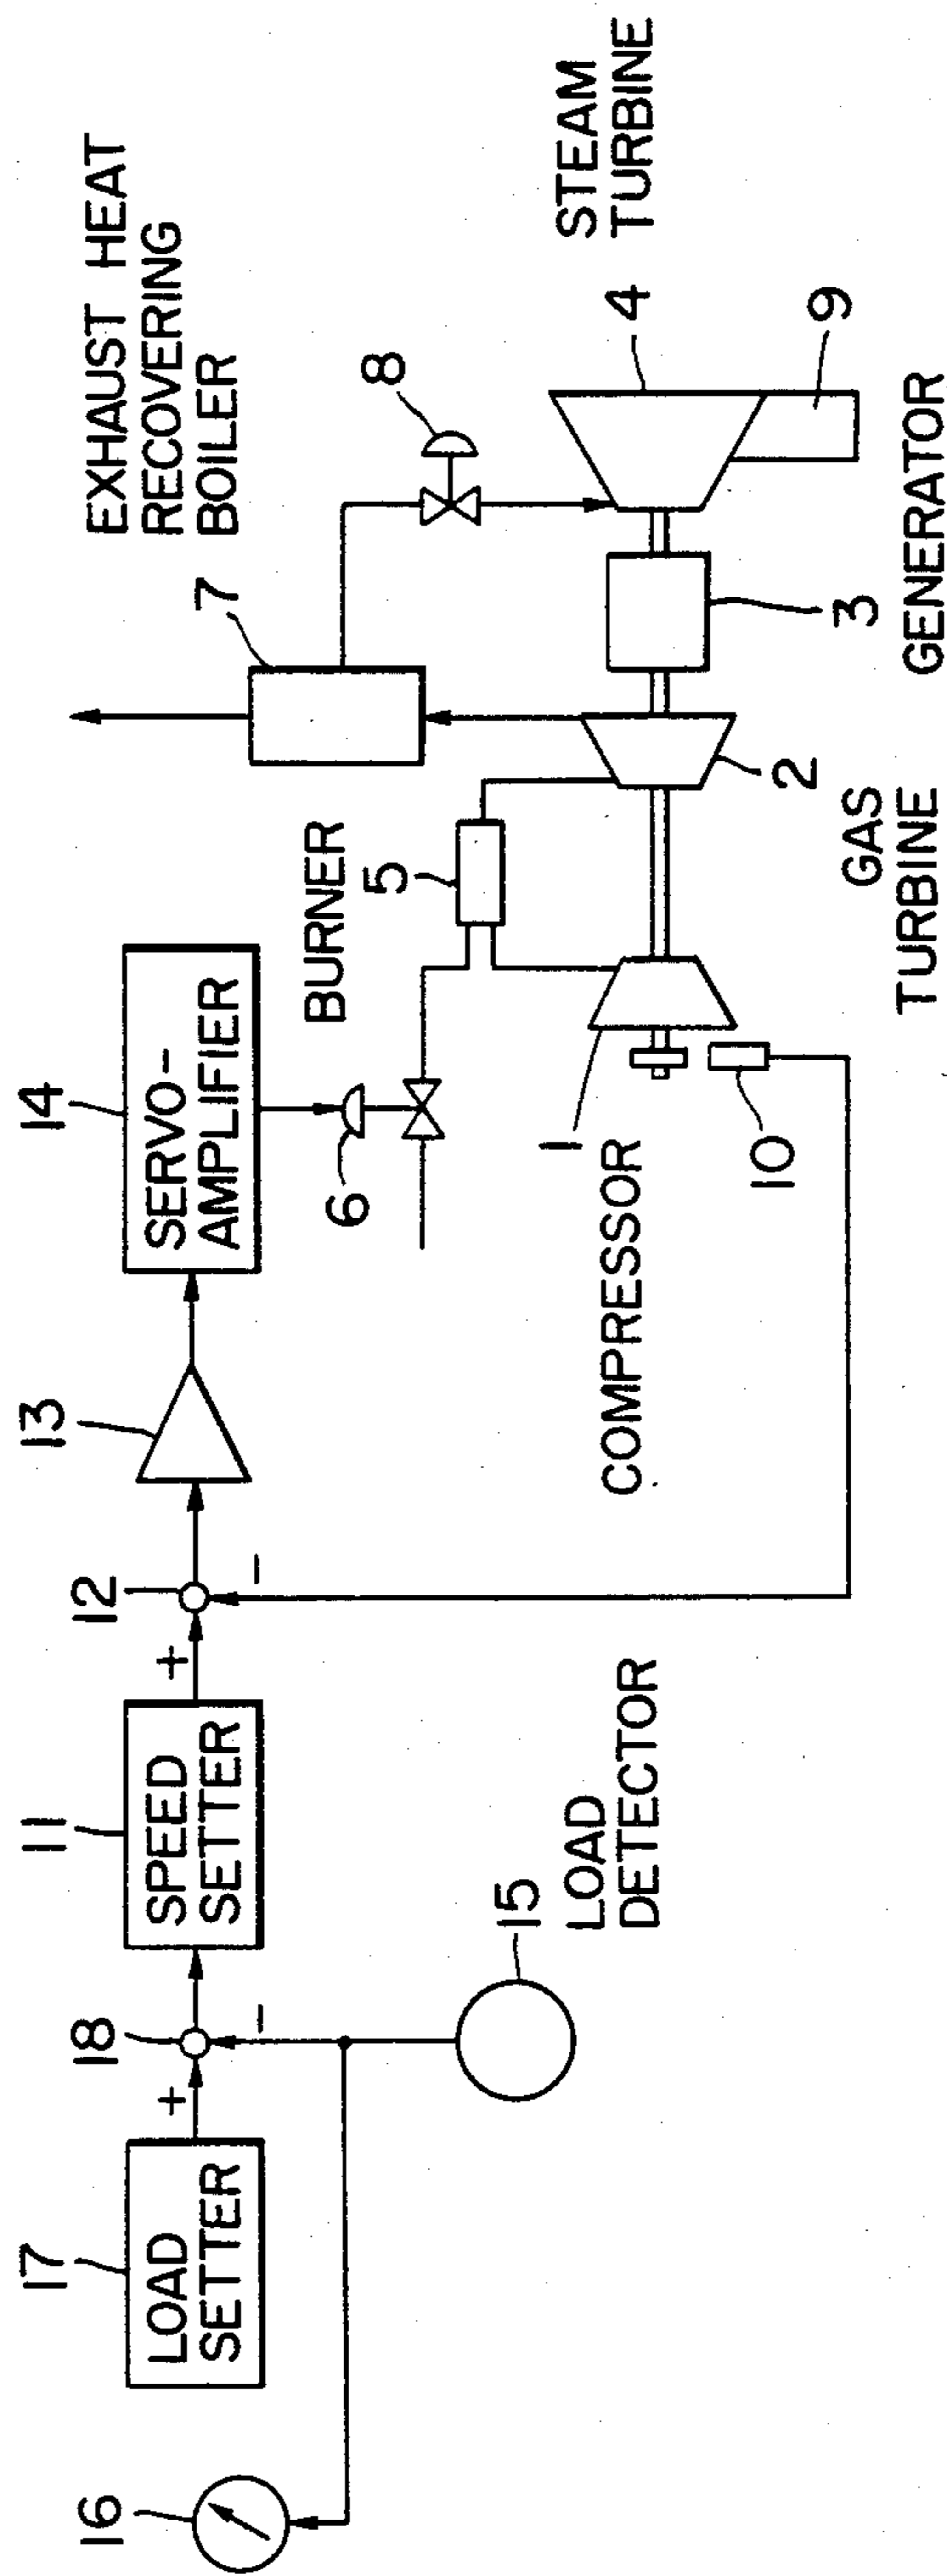 EXHAUST HEAT
RECOVERING
BOILER
7
8
STEAM
TURBINE
4
9
GENERATOR
3
GAS
TURBINE
2
BURNER
5
6
14
SERVO-
AMPLIFIER
13
12
+
-
COMPRESSOR
1
10
11
SPEED
SETTER
18
+
-
17
LOAD
SETTER
15
LOAD
DETECTOR
16